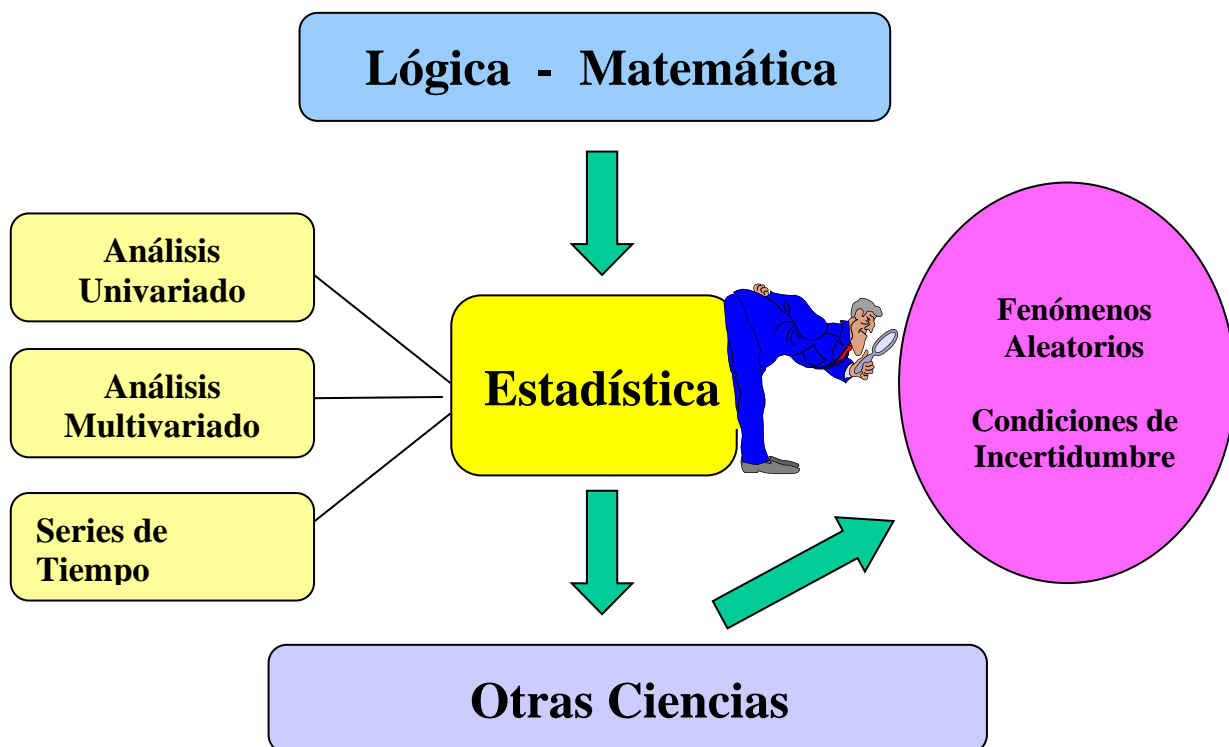 Lógica - Matemática
Análisis
Univariado
Análisis
Multivariado
Series de
Tiempo
Estadística
Fenómenos
Aleatorios
Condiciones de
Incertidumbre
Otras Ciencias